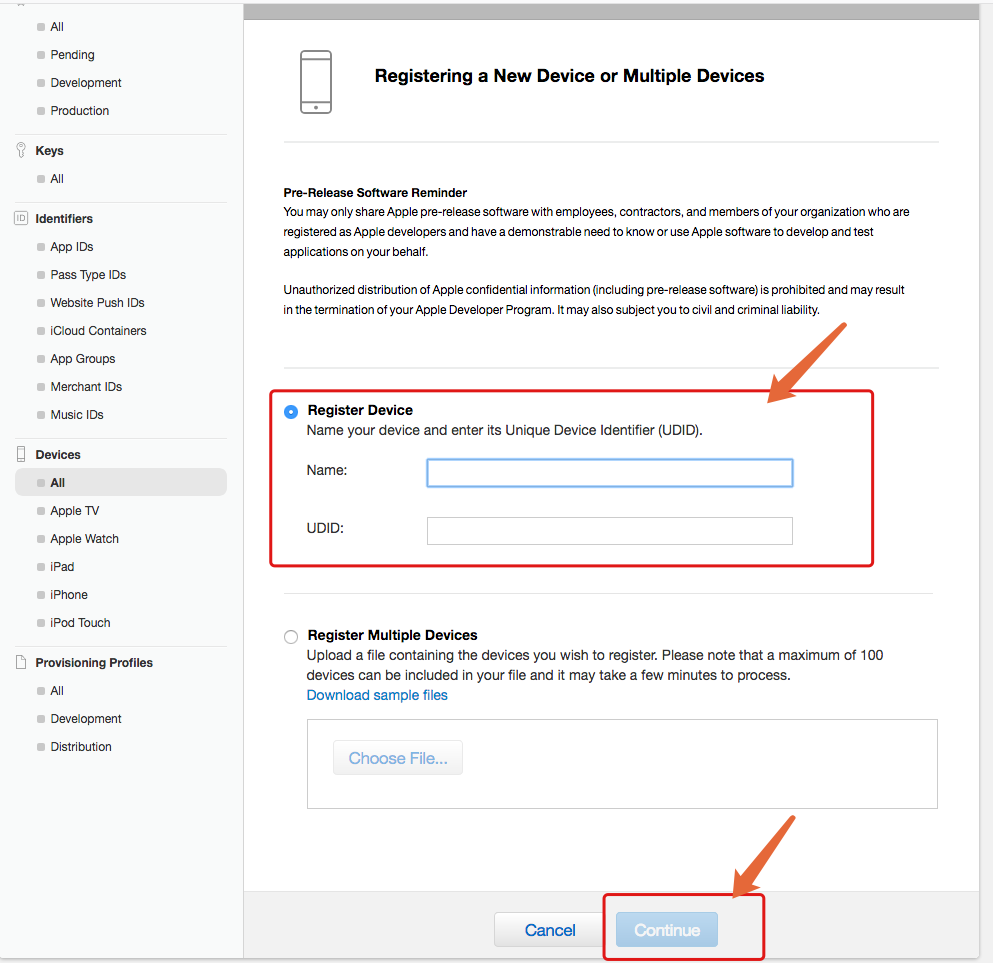 All
Pending
Development
Production
Keys
All
ID
Identifiers
App IDs
Pass Type IDs
Website Push IDs
iCloud Containers
App Groups
Merchant IDs
Music IDs
Devices
All
Apple TV
Apple Watch
iPad
iPhone
iPod Touch
Provisioning Profiles
All
Development
Distribution
Registering a New Device or Multiple Devices
Pre-Release Software Reminder
You may only share Apple pre-release software with employees, contractors, and members of your organization who are
registered as Apple developers and have a demonstrable need to know or use Apple software to develop and test
applications on your behalf.
Unauthorized distribution of Apple confidential information (including pre-release software) is prohibited and may result
in the termination of your Apple Developer Program. It may also subject you to civil and criminal liability.
Register Device
Name your device and enter its Unique Device Identifier (UDID).
Name:
UDID:
Register Multiple Devices
Upload a file containing the devices you wish to register. Please note that a maximum of 100
devices can be included in your file and it may take a few minutes to process.
Download sample files
Choose File...
Cancel
Continue